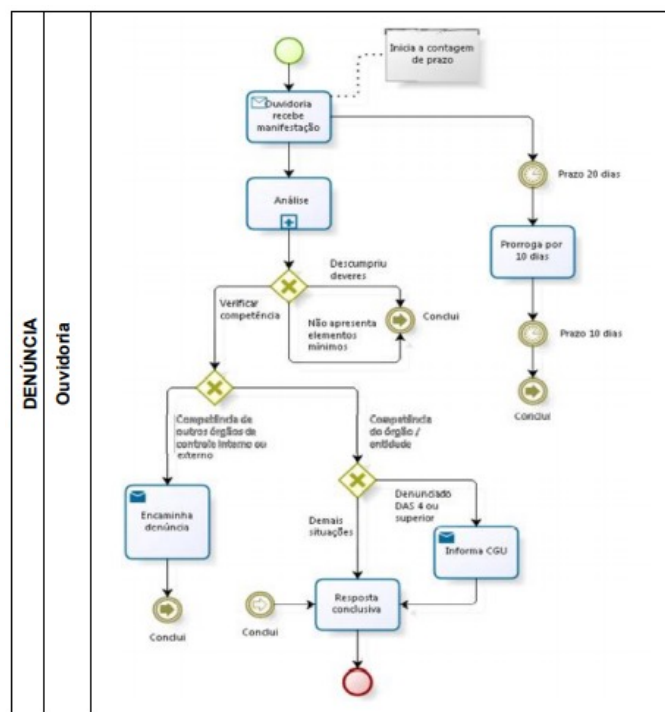 DENÚNCIA
Ouvidoria
Inicia a contagem
de prazo
Ouvidoria
recebe
manifestação
Prazo 20 dias
Análise
Prorroga por
10 dias
Descumpriu
deveres
Verificar
competência
Conclui
Não apresenta
elementos
mínimos
Prazo 10 dias
Conclui
Competência de
outros órgãos de
controle interno ou
externo
Competência
do órgão /
entidade
Denunciado
DAS 4 ou
superior
Encaminha
denúncia
Demais
situações
Informa CGU
Resposta
conclusiva
Conclui
Conclui